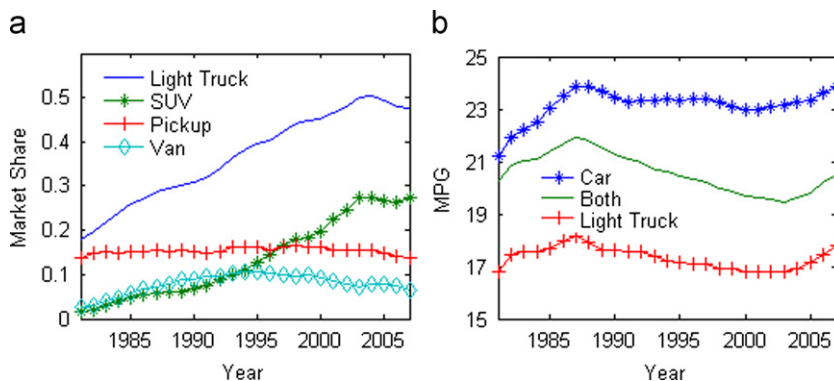 a
Market Share
0.5
0.4
0.3
0.2
0.1
0
Light Truck
SUV
Pickup
Van
1985 1990 1995 2000 2005
Year
b
MPG
25
23
21
19
17
15
Car
Both
Light Truck
1985 1990 1995 2000 2005
Year